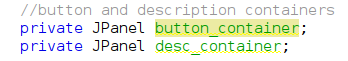 //button and description containers
private JPanel button_container;
private JPanel desc_container;